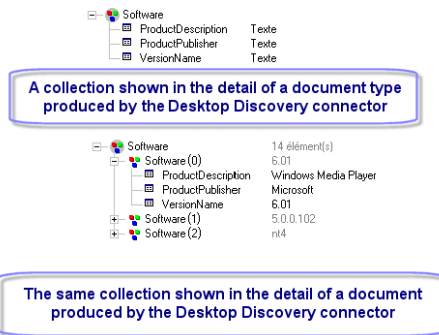 Software
ProductDescription Texte
ProductPublisher Texte
VersionName Texte
A collection shown in the detail of a document type
produced by the Desktop Discovery connector
Software 14 élément(s)
Software (0) 6.01
ProductDescription Windows Media Player
ProductPublisher Microsoft
VersionName 6.01
Software (1) 5.0.0.102
Software (2) nt4
The same collection shown in the detail of a document
produced by the Desktop Discovery connector